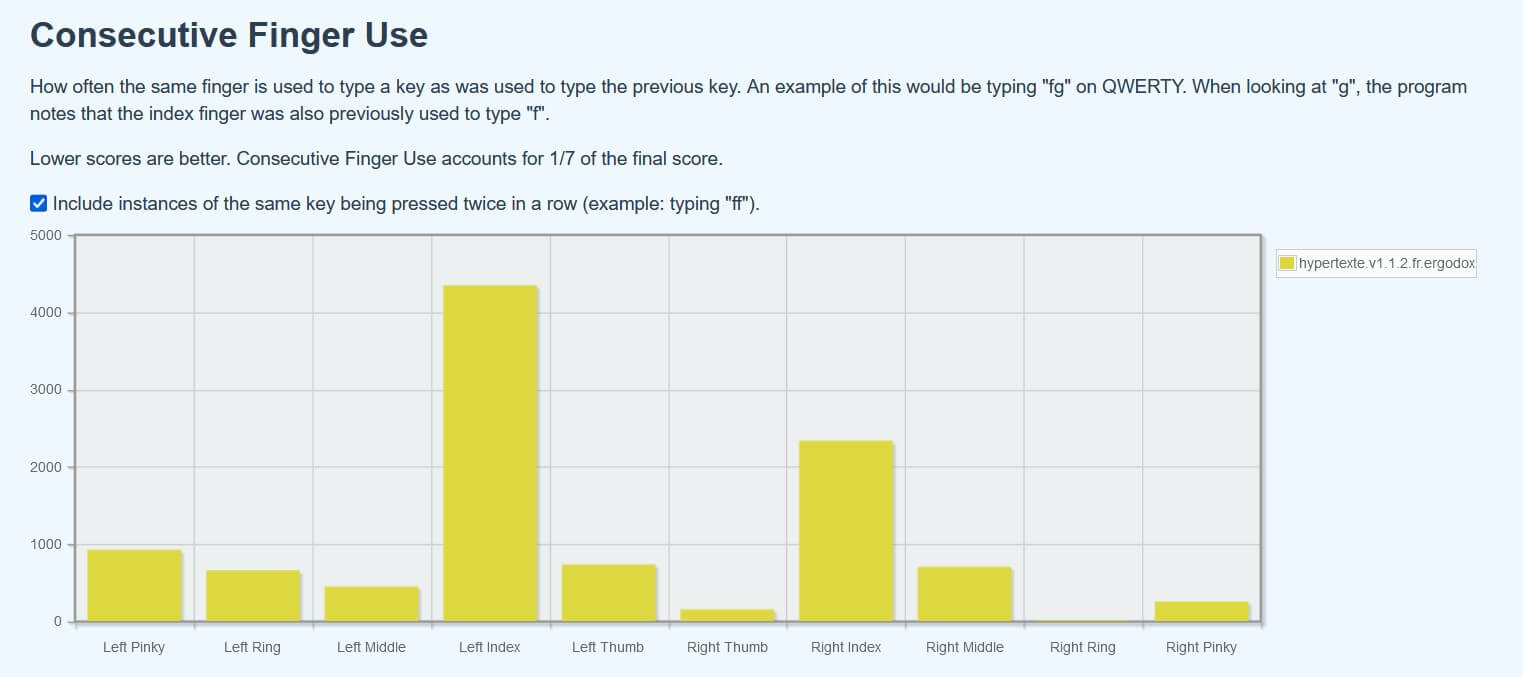 Consecutive Finger Use
How often the same finger is used to type a key as was used to type the previous key. An example of this would be typing "fg" on QWERTY. When looking at "g", the program
notes that the index finger was also previously used to type "f".
Lower scores are better. Consecutive Finger Use accounts for 1/7 of the final score.
Include instances of the same key being pressed twice in a row (example: typing "ff").
5000
hypertexte.v1.1.2.fr.ergodox
4000
3000
2000
1000
0
Left Pinky Left Ring Left Middle Left Index Left Thumb Right Thumb Right Index Right Middle Right Ring Right Pinky